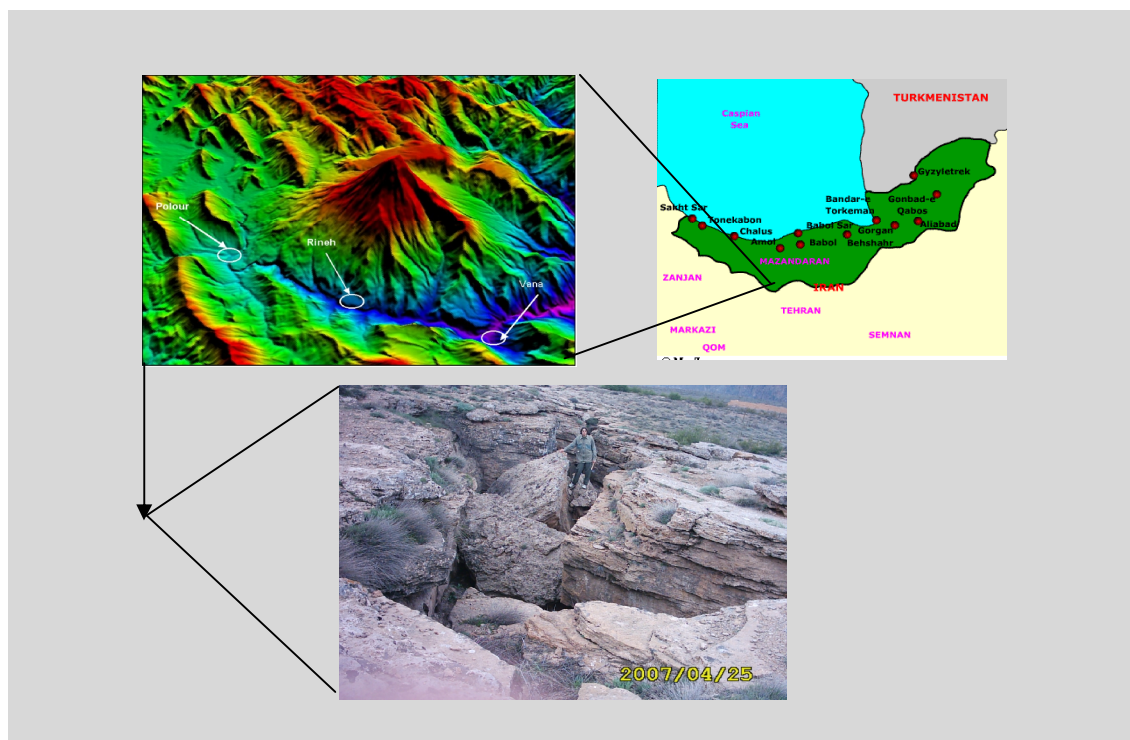 Polour
Rineh
Vana
TURKMENISTAN
Caspian
Sea
Gyzyletrek
Bandar-e
Torkeman
Gonbad-e
Qabos
Sakht Sar
Tonekabon
Chalus
Babol Sar
Gorgan
Aliabad
Amol
Babol
Behshahr
MAZANDARAN
ZANJAN
IRAN
TEHRAN
MARKAZI
SEMNAN
QOM
2007/04/25